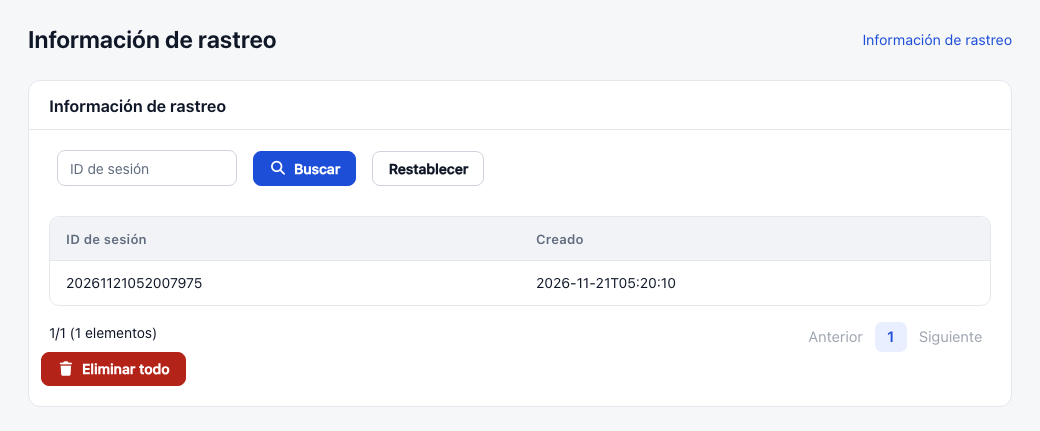 Información de rastreo
Información de rastreo
Información de rastreo
ID de sesión
Buscar
Restablecer
ID de sesión
Creado
20261121052007975
2026-11-21T05:20:10
1/1 (1 elementos)
Anterior
1
Siguiente
Eliminar todo